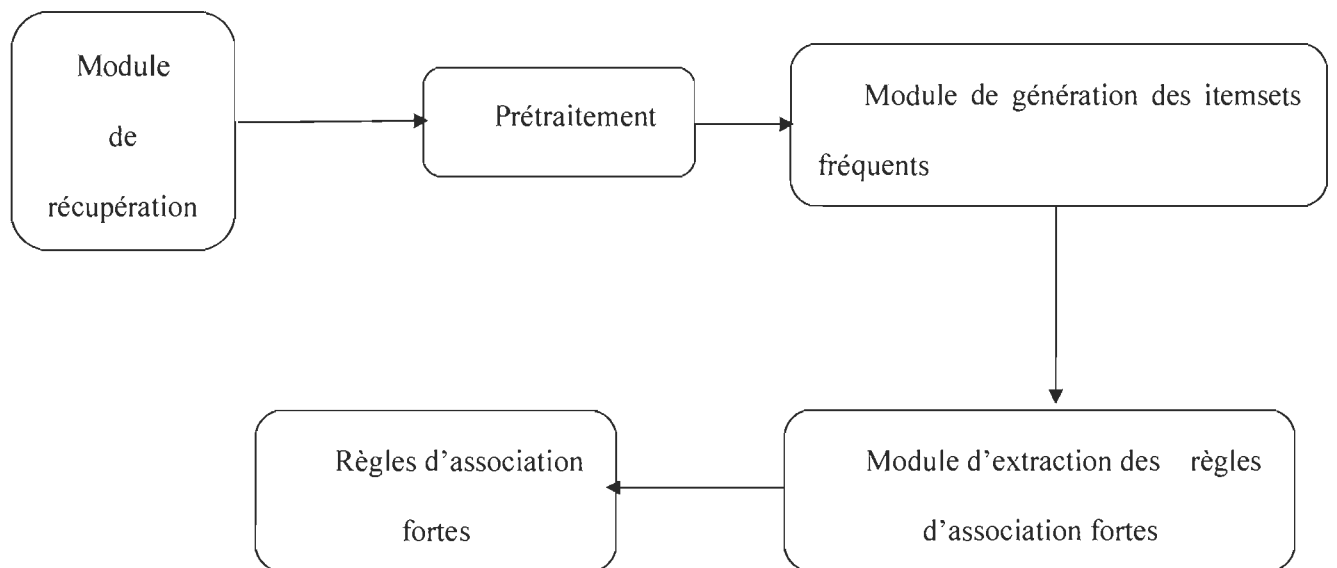 Module
de
récupération
Prétraitement
Module de génération des itemsets
fréquents
Module d'extraction des règles
d'association fortes
Règles d'association
fortes